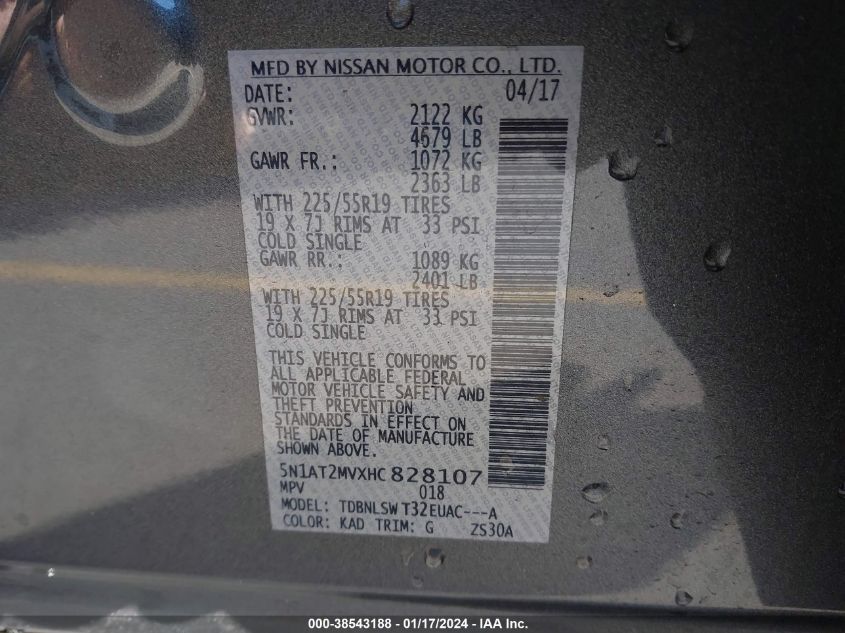 MFD BY NISSAN MOTOR CO., LTD.
DATE: 04/17
GVWR: 2122 KG
4679 LB
GAWR FR.: 1072 KG
2363 LB
WITH 225/55R19 TIRES
19 X 7J RIMS AT 33 PSI
COLD SINGLE
GAWR RR.: 1089 KG
2401 LB
WITH 225/55R19 TIRES
19 X 7J RIMS AT 33 PSI
COLD SINGLE
THIS VEHICLE CONFORMS TO
ALL APPLICABLE FEDERAL
MOTOR VEHICLE SAFETY AND
THEFT PREVENTION
STANDARDS IN EFFECT ON
THE DATE OF MANUFACTURE
SHOWN ABOVE.
5N1AT2MVXHC828107
MPV 018
MODEL: TDBNLSW T32EUAC---A
COLOR: KAD TRIM: G ZS30A
000-38543188 - 01/17/2024 - IAA Inc.